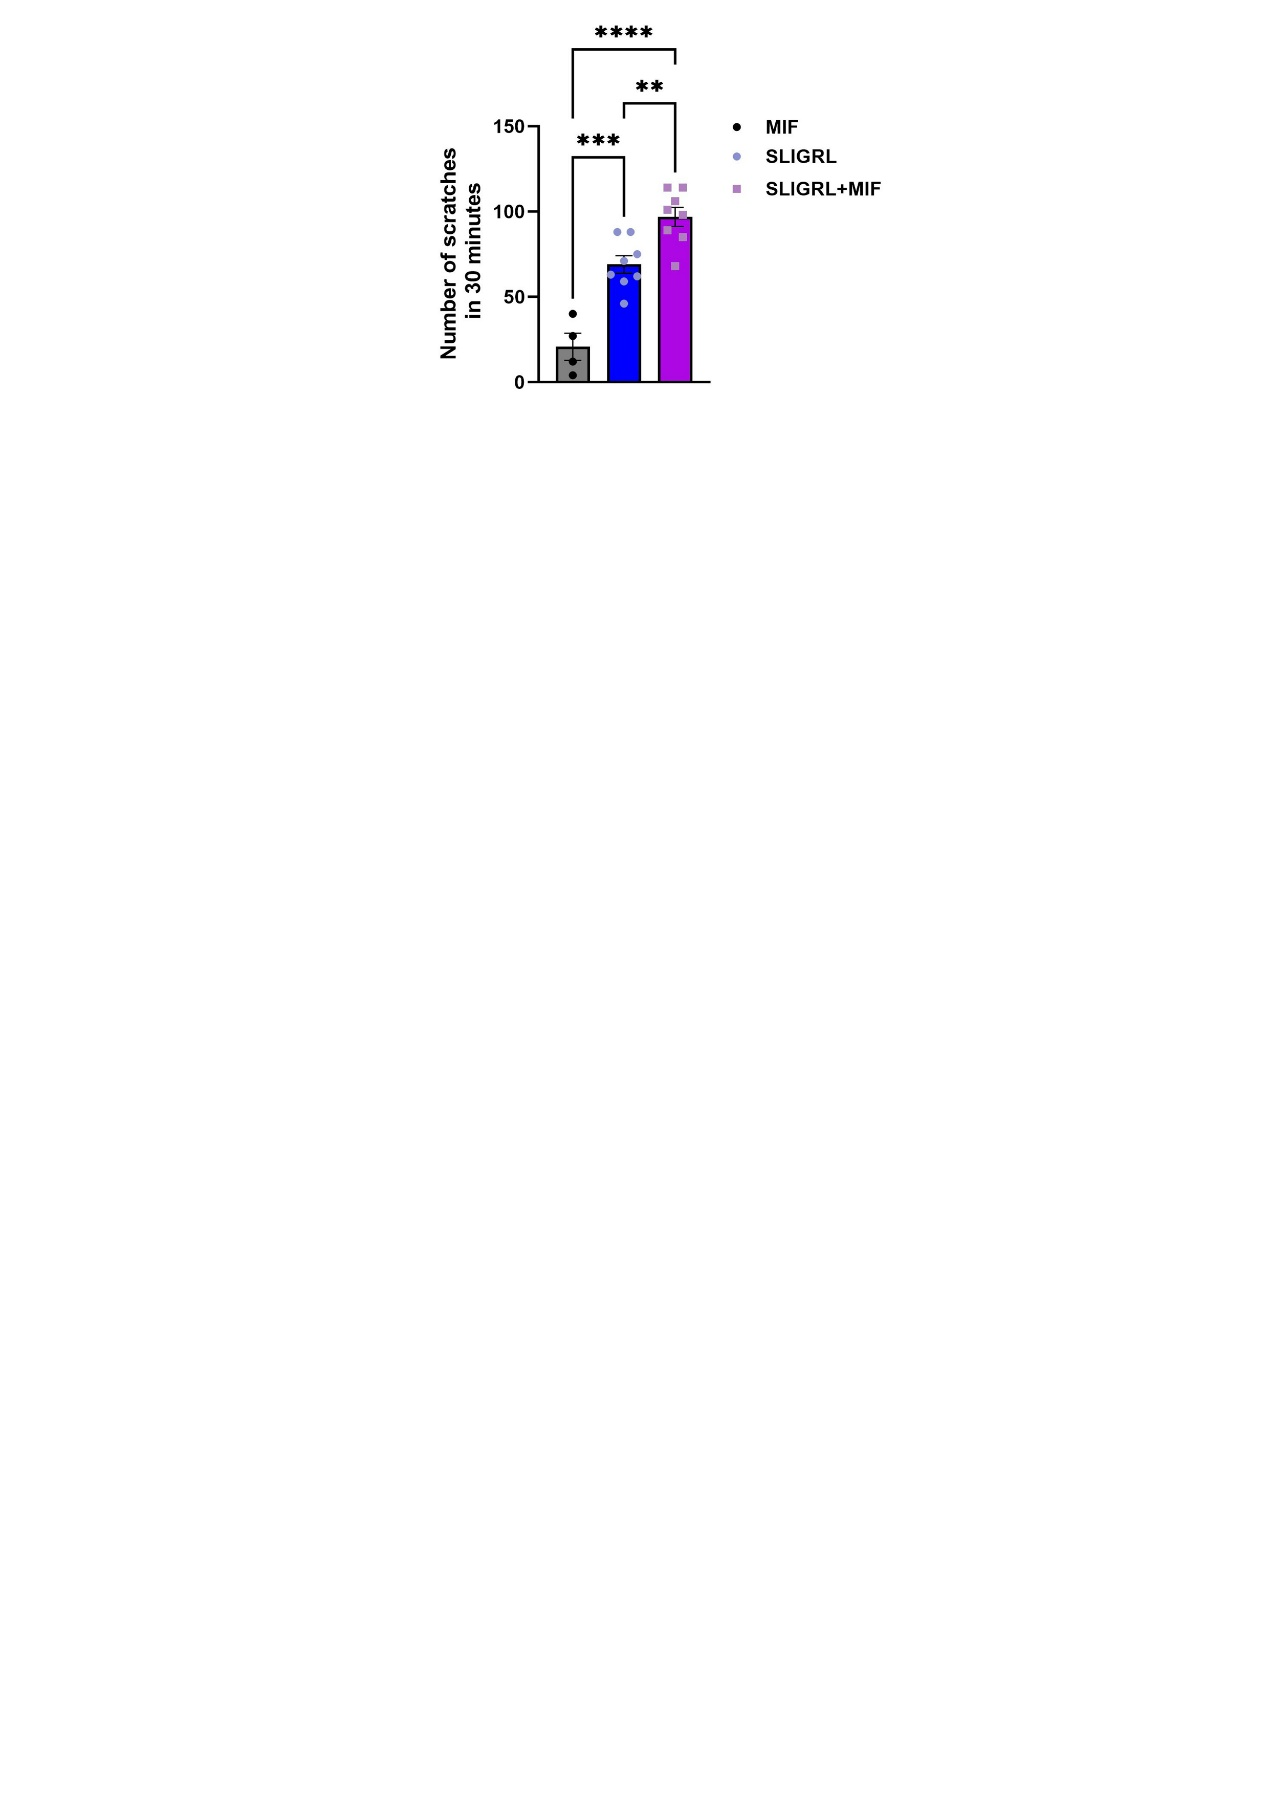 ****
**
***
150
100
50
0
Number of scratches
in 30 minutes
MIF
SLIGRL
SLIGRL+MIF